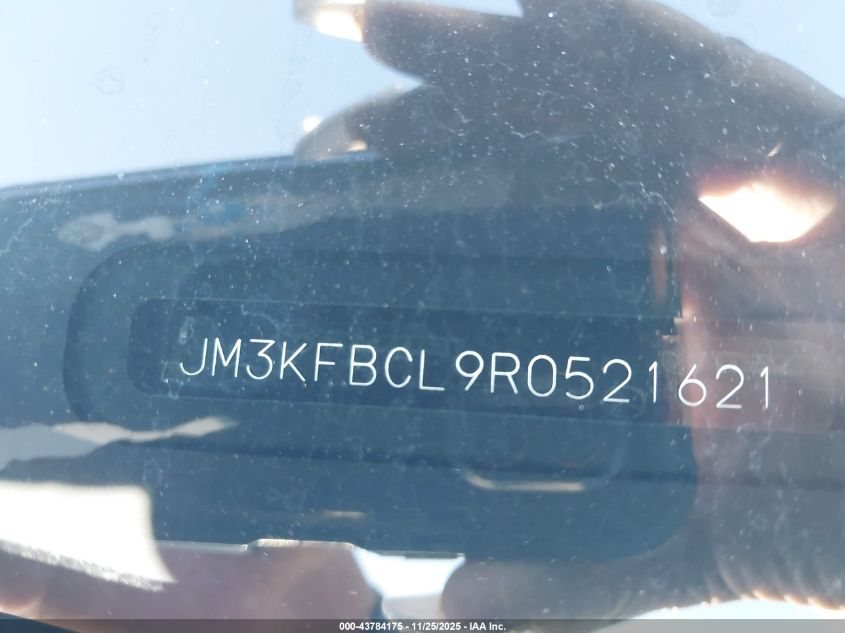 JM3KFBCL9R0521621
000-43784175 - 11/25/2025 - IAA Inc.